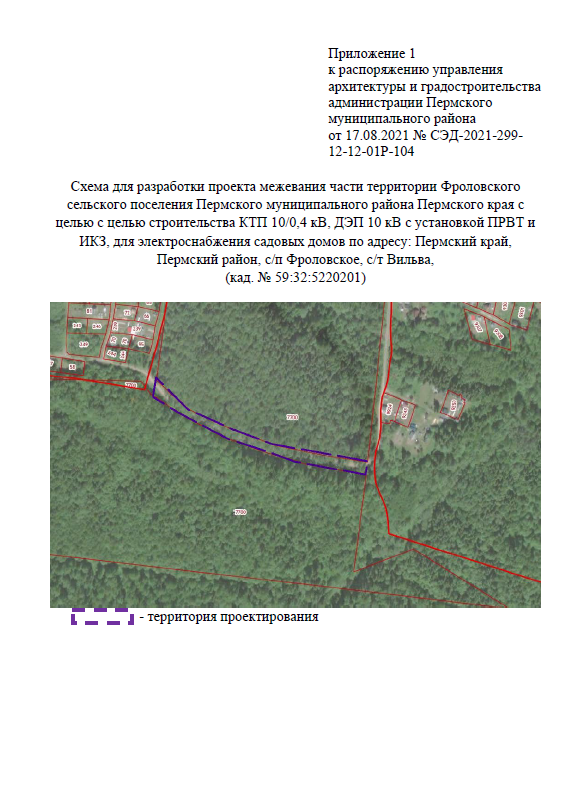 Приложение 1
к распоряжению управления
архитектуры и градостроительства
администрации Пермского
муниципального района
от 17.08.2021 № СЭД-2021-299-
12-12-01Р-104
Схема для разработки проекта межевания части территории Фроловского
сельского поселения Пермского муниципального района Пермского края с
целью с целью строительства КТП 10/0,4 кВ, ДЭП 10 кВ с установкой ПРВТ и
ИКЗ, для электроснабжения садовых домов по адресу: Пермский край,
Пермский район, с/п Фроловское, с/т Вильва,
(кад. № 59:32:5220201)
- территория проектирования